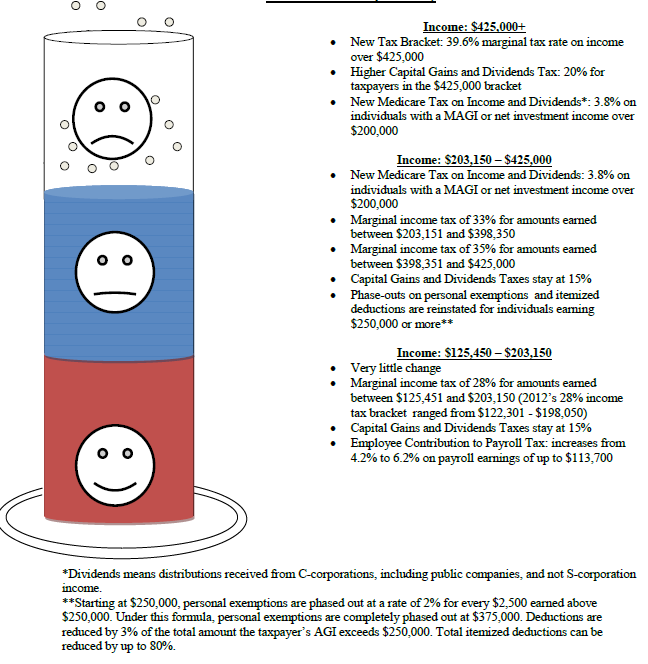 Income: $425,000+
• New Tax Bracket: 39.6% marginal tax rate on income
over $425,000
• Higher Capital Gains and Dividends Tax: 20% for
taxpayers in the $425,000 bracket
• New Medicare Tax on Income and Dividends*: 3.8% on
individuals with a MAGI or net investment income over
$200,000
Income: $203,150 – $425,000
• New Medicare Tax on Income and Dividends: 3.8% on
individuals with a MAGI or net investment income over
$200,000
• Marginal income tax of 33% for amounts earned
between $203,151 and $398,350
• Marginal income tax of 35% for amounts earned
between $398,351 and $425,000
• Capital Gains and Dividends Taxes stay at 15%
• Phase-outs on personal exemptions and itemized
deductions are reinstated for individuals earning
$250,000 or more**
Income: $125,450 – $203,150
• Very little change
• Marginal income tax of 28% for amounts earned
between $125,451 and $203,150 (2012’s 28% income
tax bracket ranged from $122,301 - $198,050)
• Capital Gains and Dividends Taxes stay at 15%
• Employee Contribution to Payroll Tax: increases from
4.2% to 6.2% on payroll earnings of up to $113,700
*Dividends means distributions received from C-corporations, including public companies, and not S-corporation
income.
**Starting at $250,000, personal exemptions are phased out at a rate of 2% for every $2,500 earned above
$250,000. Under this formula, personal exemptions are completely phased out at $375,000. Deductions are
reduced by 3% of the total amount the taxpayer’s AGI exceeds $250,000. Total itemized deductions can be
reduced by up to 80%.